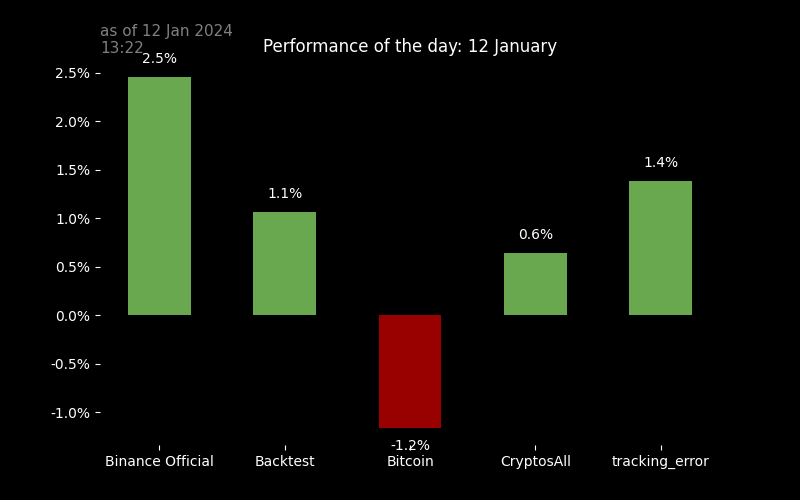 as of 12 Jan 2024
13:22
Performance of the day: 12 January
2.5%
2.0%
1.5%
1.0%
0.5%
0.0%
-0.5%
-1.0%
2.5%
1.1%
-1.2%
0.6%
1.4%
Binance Official
Backtest
Bitcoin
CryptosAll
tracking_error